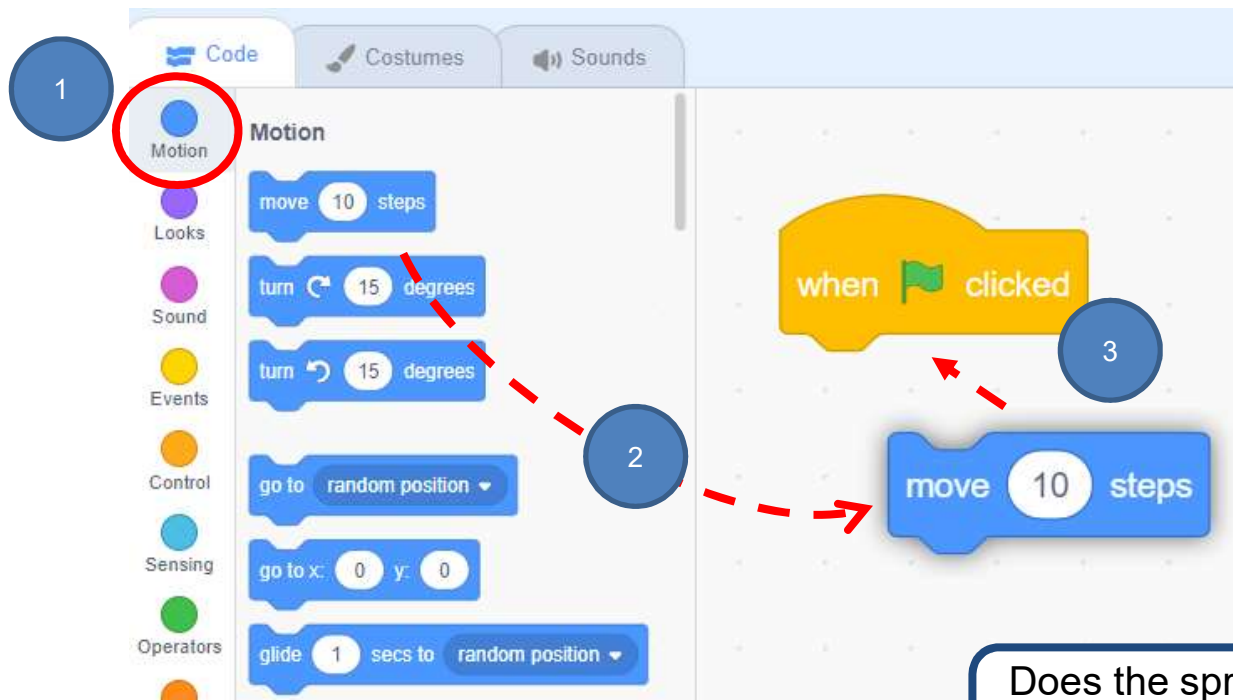 Code
Costumes
Sounds
1
Motion
Looks
Sound
Events
Control
Sensing
Operators
Motion
move 10 steps
turn 15 degrees
turn 15 degrees
go to random position
go to x: 0 y: 0
glide 1 secs to random position
2
when clicked
3
move 10 steps
Does the spr